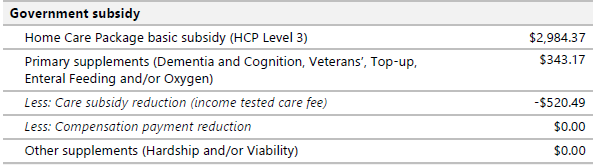 Government subsidy
Home Care Package basic subsidy (HCP Level 3) $2,984.37
Primary supplements (Dementia and Cognition, Veterans’, Top-up, $343.17
Enteral Feeding and/or Oxygen)
Less: Care subsidy reduction (income tested care fee) -$520.49
Less: Compensation payment reduction $0.00
Other supplements (Hardship and/or Viability) $0.00